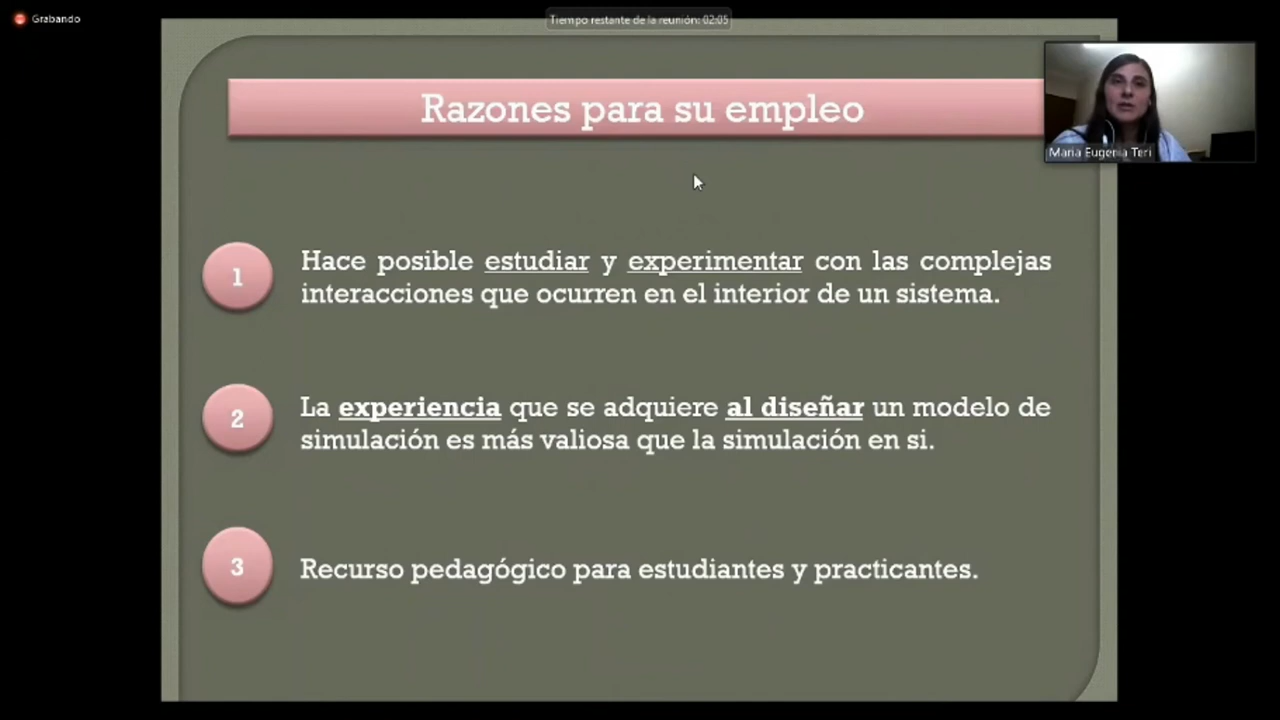 Grabando
Tiempo restante de la reunión: 02:05
Razones para su empleo
Maria Eugenia Teri
1
Hace posible estudiar y experimentar con las complejas
interacciones que ocurren en el interior de un sistema.
2
La experiencia que se adquiere al diseñar un modelo de
simulación es más valiosa que la simulación en si.
3
Recurso pedagógico para estudiantes y practicantes.